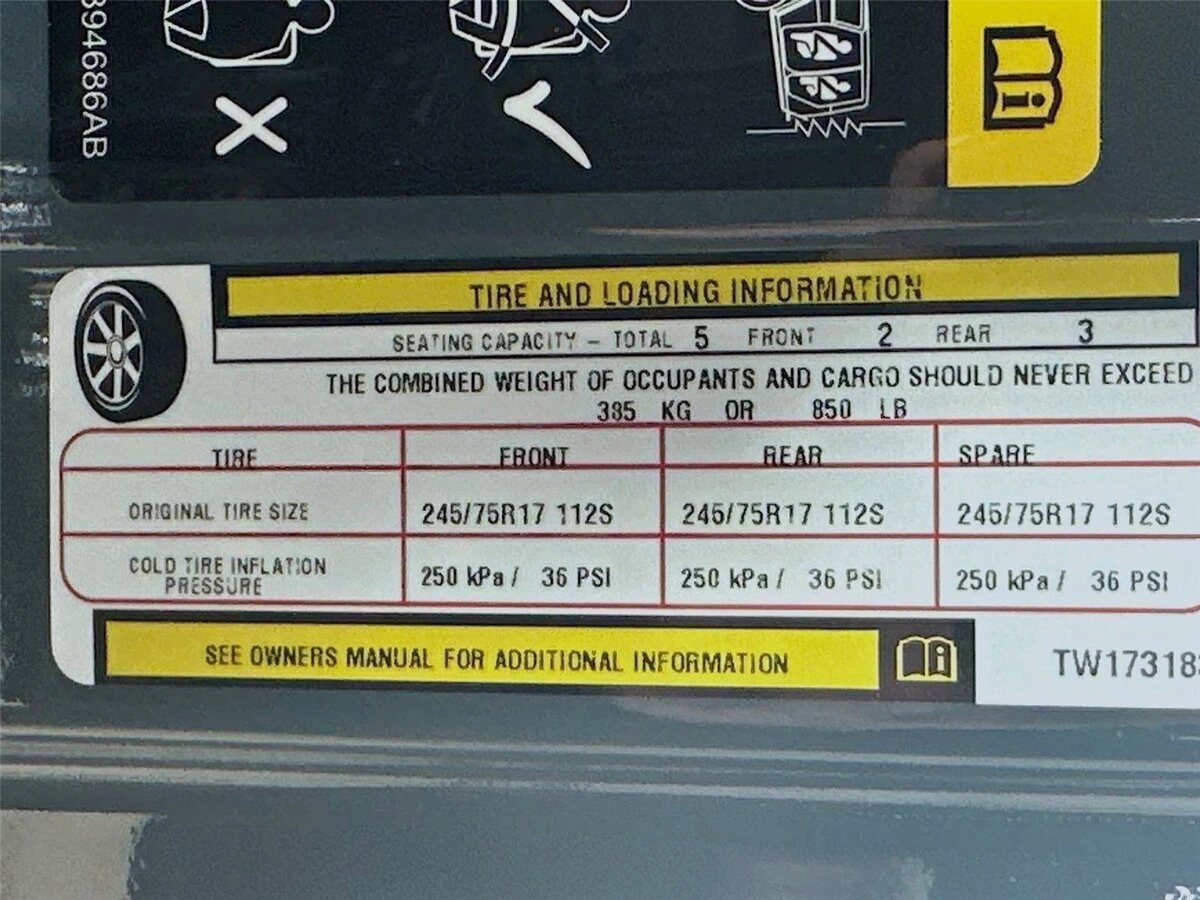 394686AB
TIRE AND LOADING INFORMATION
SEATING CAPACITY – TOTAL 5 FRONT 2 REAR 3
THE COMBINED WEIGHT OF OCCUPANTS AND CARGO SHOULD NEVER EXCEED
385 KG OR 850 LB
TIRE FRONT REAR SPARE
ORIGINAL TIRE SIZE 245/75R17 112S 245/75R17 112S 245/75R17 112S
COLD TIRE INFLATION
PRESSURE 250 kPa / 36 PSI 250 kPa / 36 PSI 250 kPa / 36 PSI
SEE OWNERS MANUAL FOR ADDITIONAL INFORMATION
TW17318